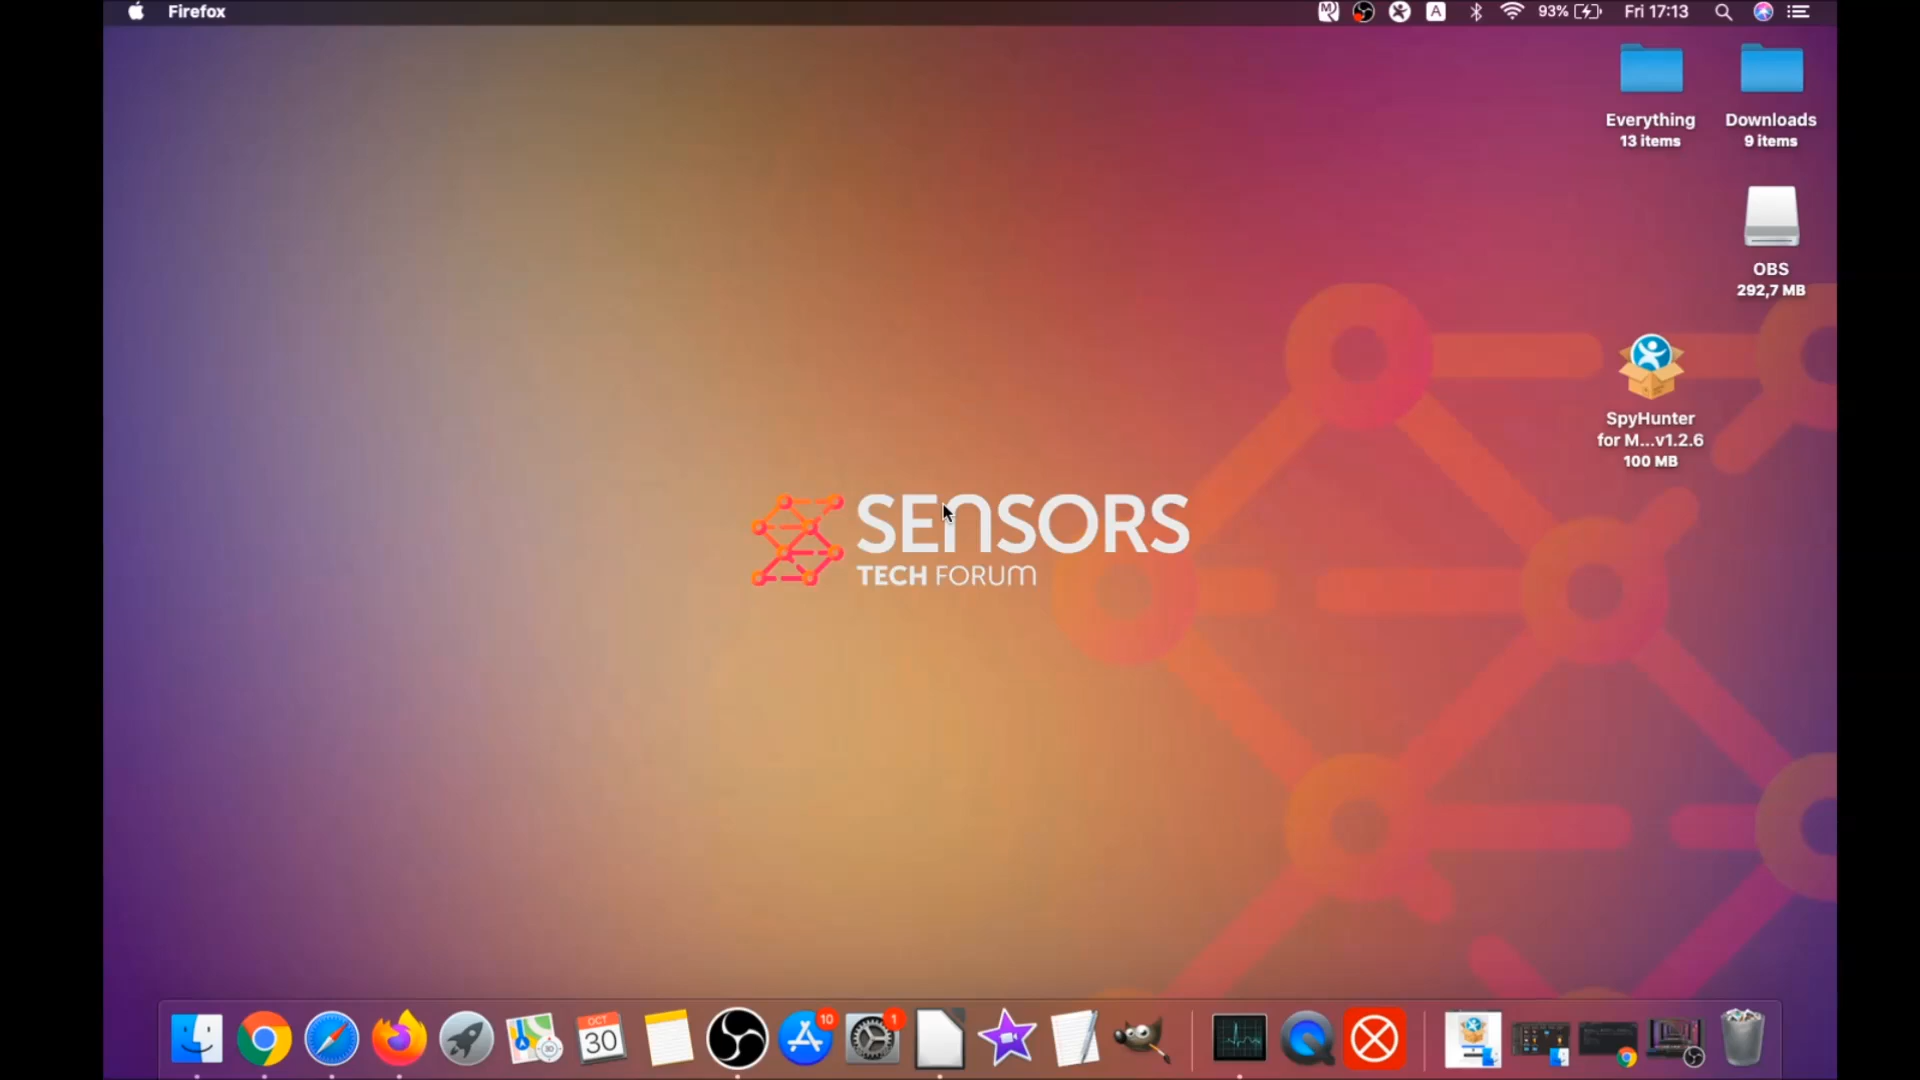 Firefox
A
93%
Fri 17:13
Everything
13 items
Downloads
9 items
OBS
292,7 MB
SpyHunter
for M...v1.2.6
100 MB
SENSORS
TECH FORUM
OCT
30
10
1